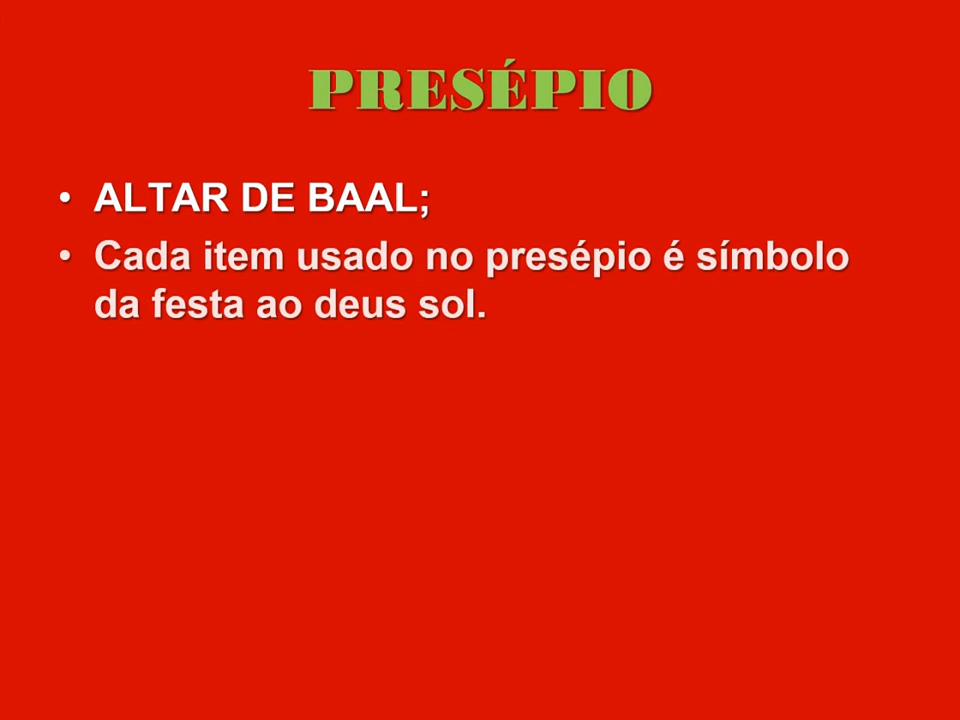 PRESÉPIO
• ALTAR DE BAAL;
• Cada item usado no presépio é símbolo
da festa ao deus sol.